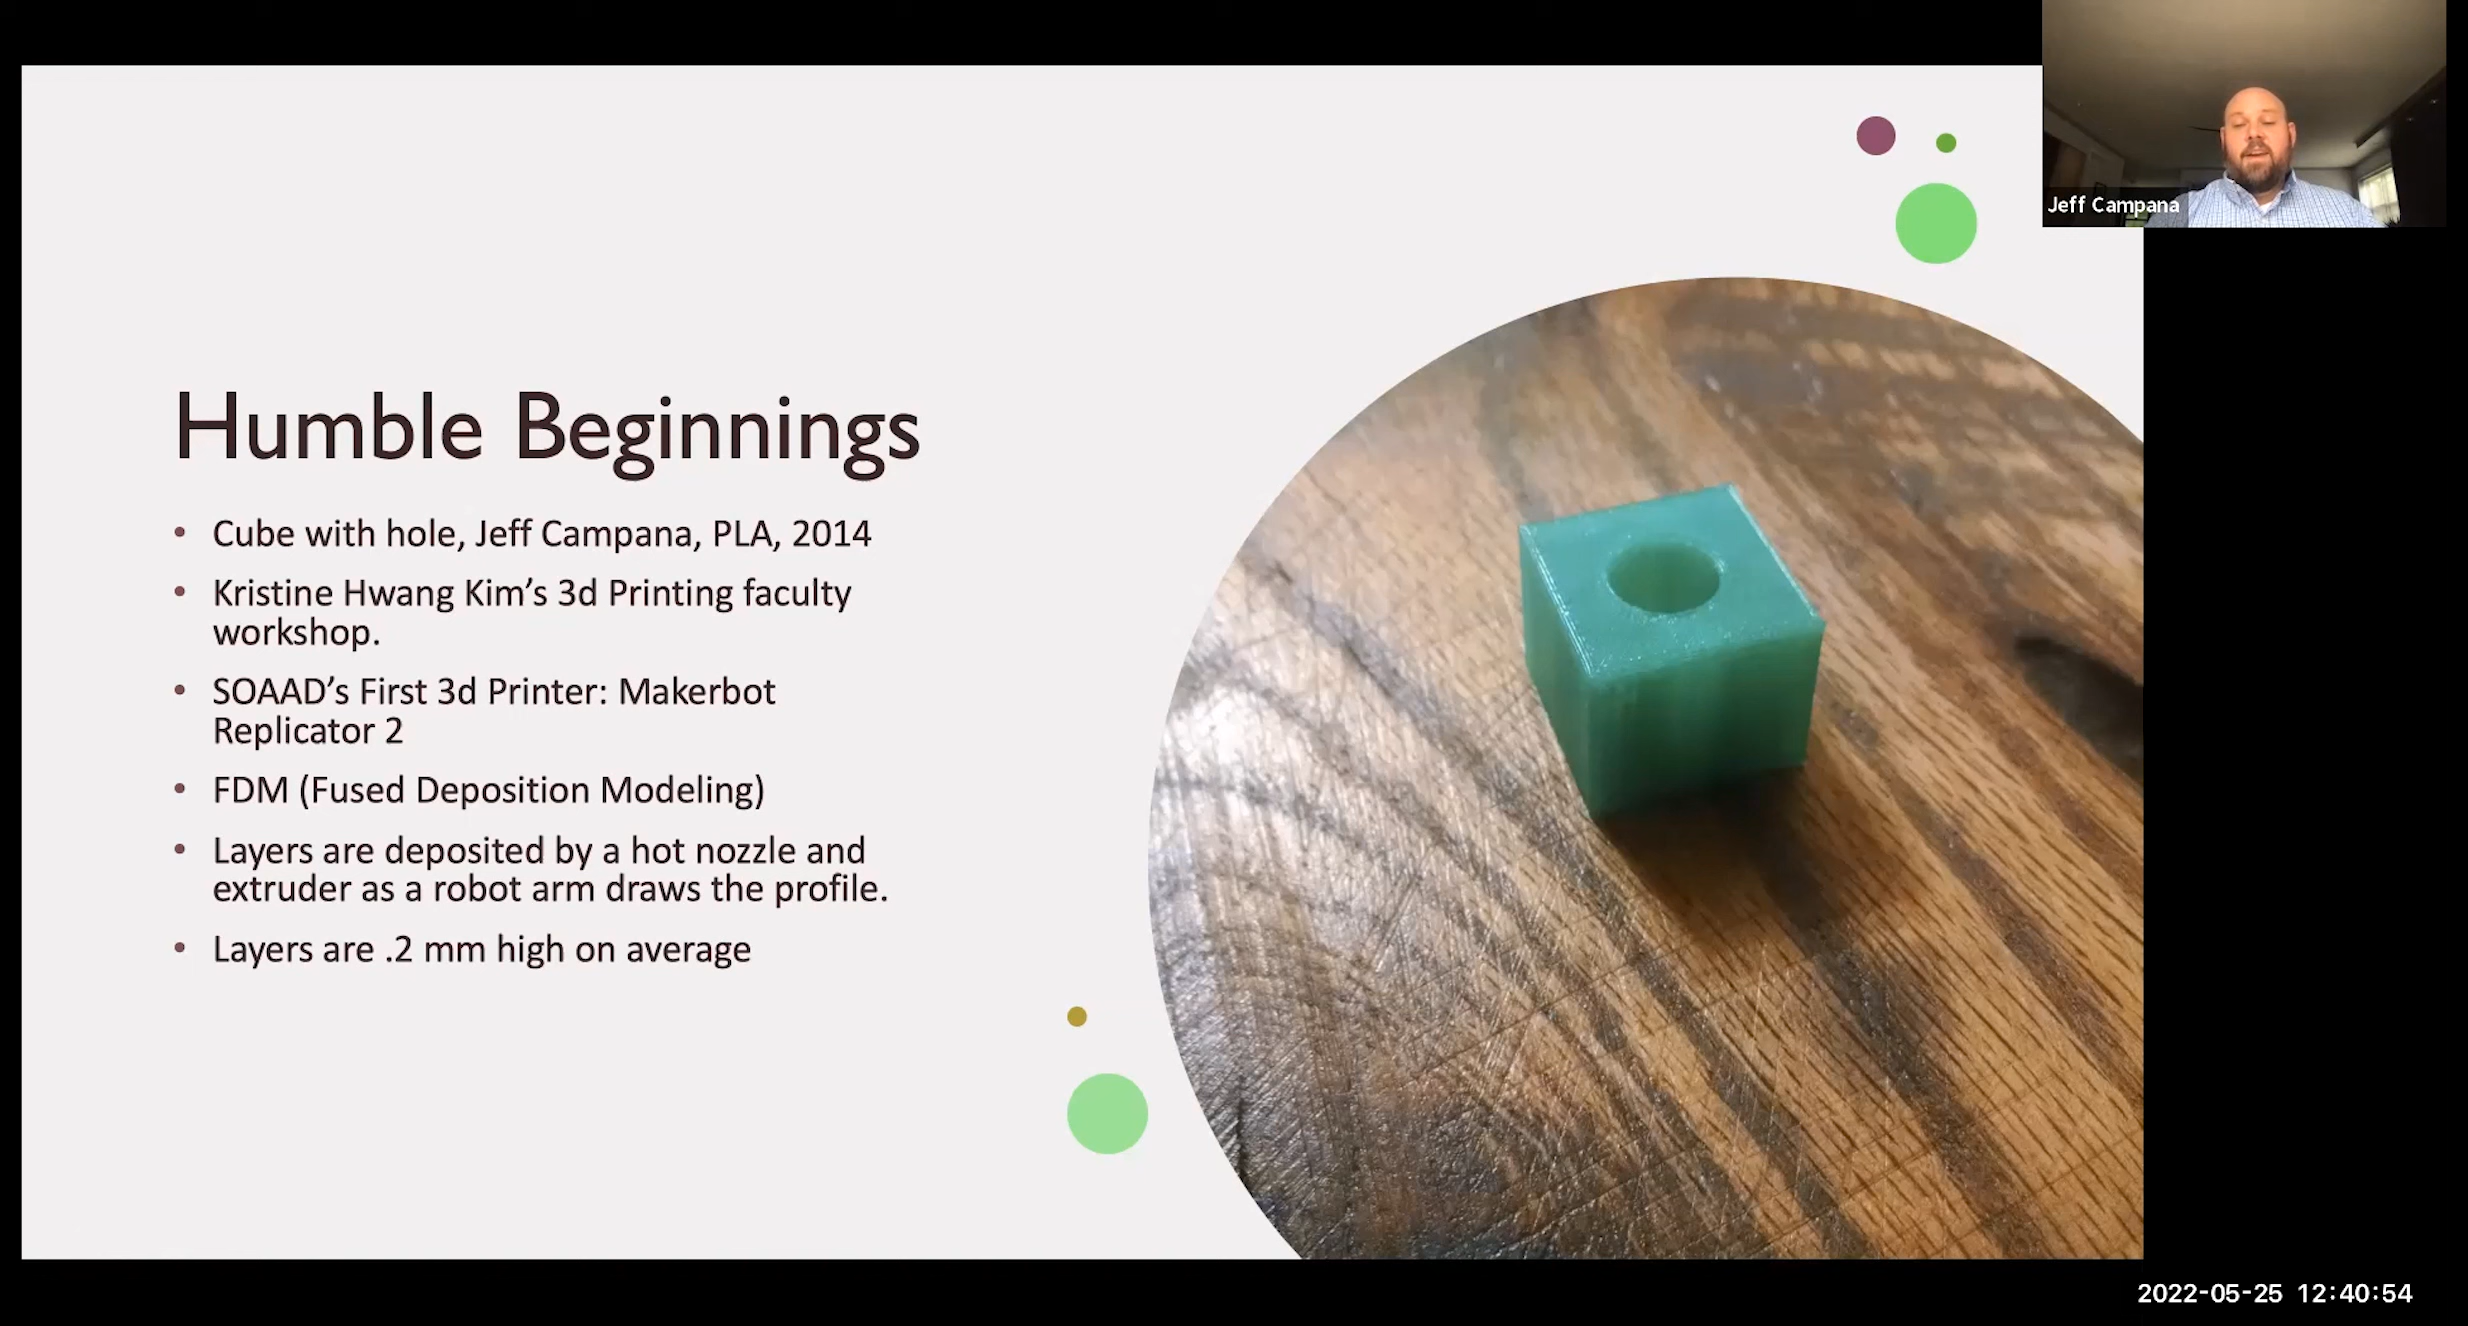 Jeff Campana
Humble Beginnings
• Cube with hole, Jeff Campana, PLA, 2014
• Kristine Hwang Kim’s 3d Printing faculty
workshop.
• SOAAD’s First 3d Printer: Makerbot
Replicator 2
• FDM (Fused Deposition Modeling)
• Layers are deposited by a hot nozzle and
extruder as a robot arm draws the profile.
• Layers are .2 mm high on average
2022-05-25 12:40:54